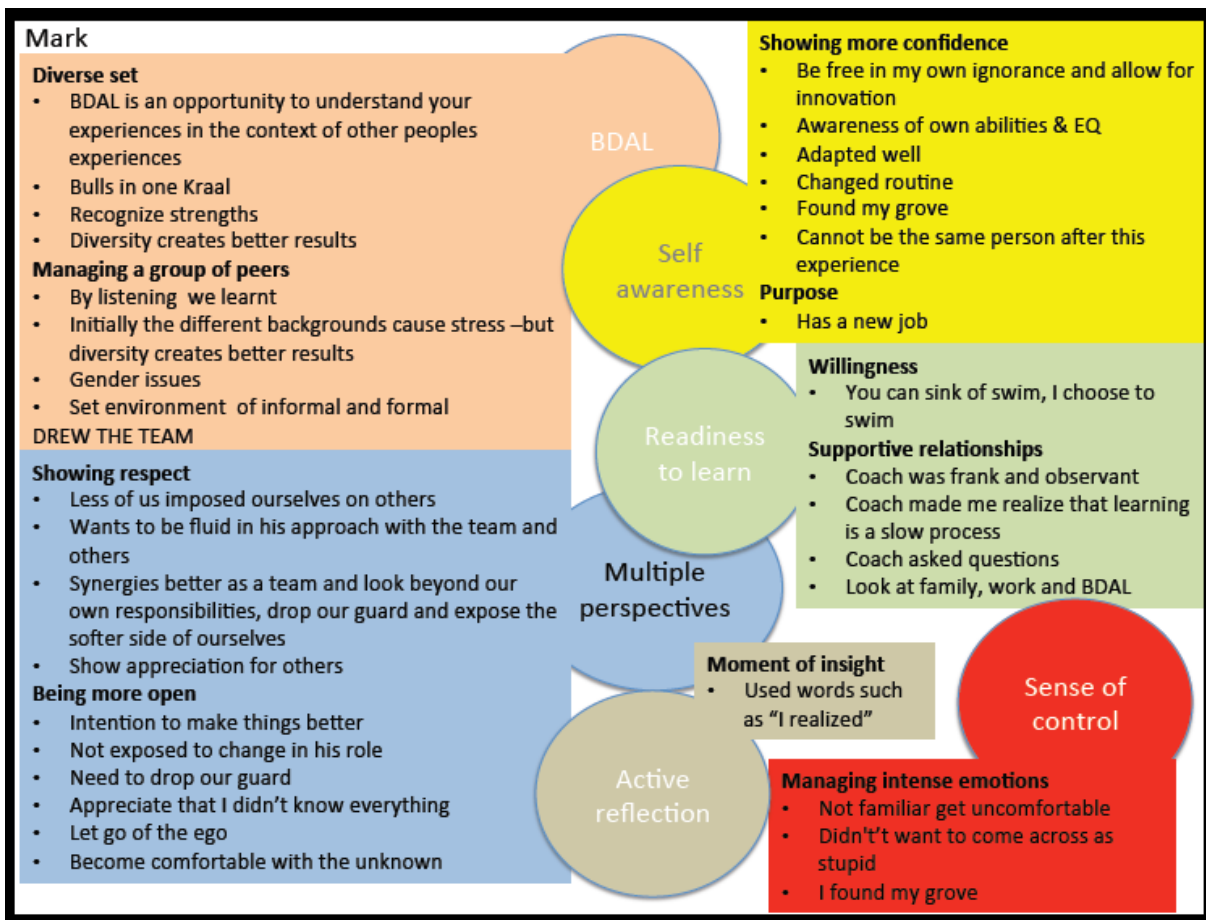 Mark
Diverse set
• BDAL is an opportunity to understand your
experiences in the context of other peoples
experiences
• Bulls in one Kraal
• Recognize strengths
• Diversity creates better results
Managing a group of peers
• By listening we learnt
• Initially the different backgrounds cause stress –but
diversity creates better results
• Gender issues
• Set environment of informal and formal
DREW THE TEAM
BDAL
Showing more confidence
• Be free in my own ignorance and allow for
innovation
• Awareness of own abilities & EQ
• Adapted well
• Changed routine
• Found my grove
• Cannot be the same person after this
experience
Purpose
• Has a new job
Self
awareness
Willingness
• You can sink of swim, I choose to
swim
Supportive relationships
• Coach was frank and observant
• Coach made me realize that learning
is a slow process
• Coach asked questions
• Look at family, work and BDAL
Readiness
to learn
Showing respect
• Less of us imposed ourselves on others
• Wants to be fluid in his approach with the team and
others
• Synergies better as a team and look beyond our
own responsibilities, drop our guard and expose the
softer side of ourselves
• Show appreciation for others
Being more open
• Intention to make things better
• Not exposed to change in his role
• Need to drop our guard
• Appreciate that I didn’t know everything
• Let go of the ego
• Become comfortable with the unknown
Multiple
perspectives
Moment of insight
• Used words such
as “I realized”
Active
reflection
Sense of
control
Managing intense emotions
• Not familiar get uncomfortable
• Didn't’t want to come across as
stupid
• I found my grove